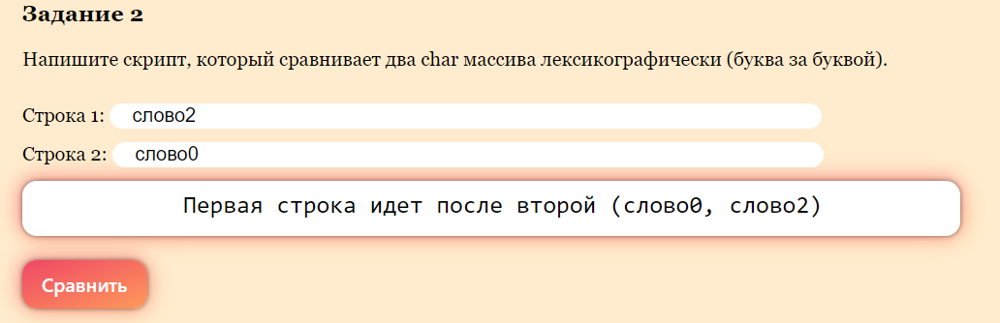 Задание 2
Напишите скрипт, который сравнивает два char массива лексикографически (буква за буквой).
Строка 1: слово2
Строка 2: слово0
Первая строка идет после второй (слово0, слово2)
Сравнить